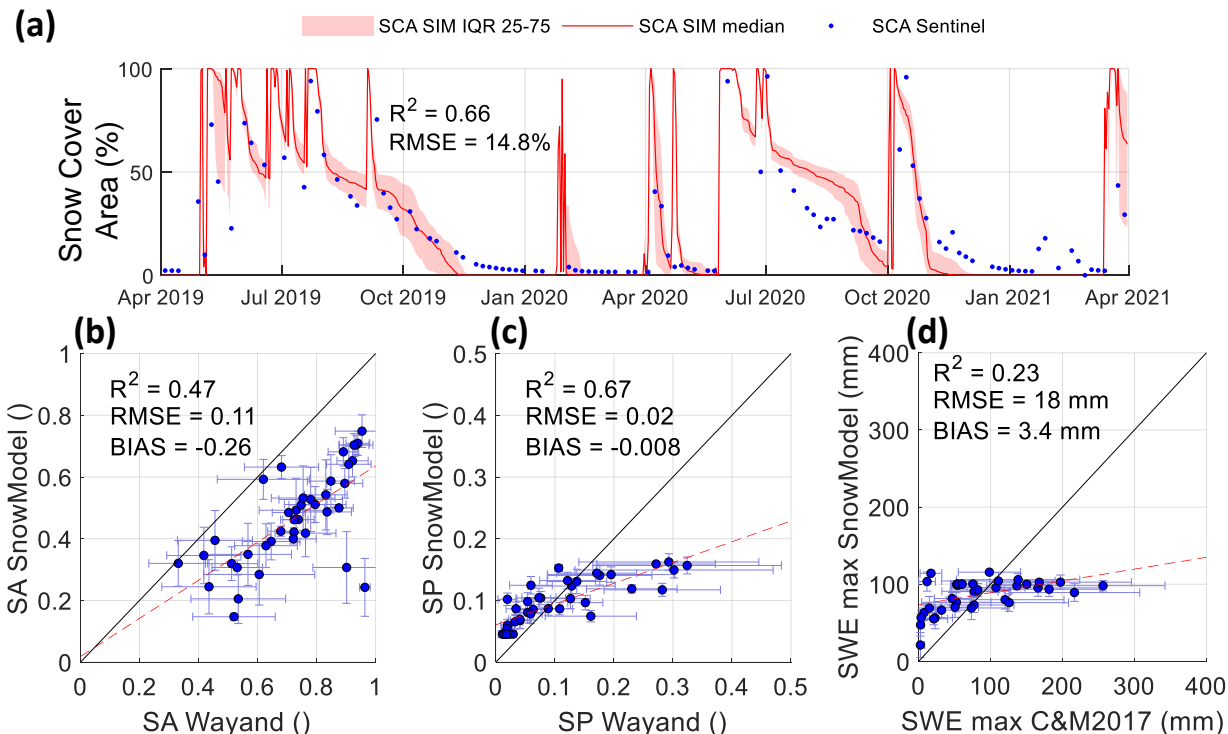 (a)
SCA SIM IQR 25-75 SCA SIM median SCA Sentinel
Snow Cover
Area (%)
100
50
0
R² = 0.66
RMSE = 14.8%
Apr 2019 Jul 2019 Oct 2019 Jan 2020 Apr 2020 Jul 2020 Oct 2020 Jan 2021 Apr 2021
(b)
SA SnowModel ()
1
0.8
0.6
0.4
0.2
0
R² = 0.47
RMSE = 0.11
BIAS = -0.26
0 0.2 0.4 0.6 0.8 1
SA Wayand ()
(c)
SP SnowModel ()
0.5
0.4
0.3
0.2
0.1
0
R² = 0.67
RMSE = 0.02
BIAS = -0.008
0 0.1 0.2 0.3 0.4 0.5
SP Wayand ()
(d)
SWE max SnowModel (mm)
400
300
200
100
0
R² = 0.23
RMSE = 18 mm
BIAS = 3.4 mm
0 100 200 300 400
SWE max C&M2017 (mm)